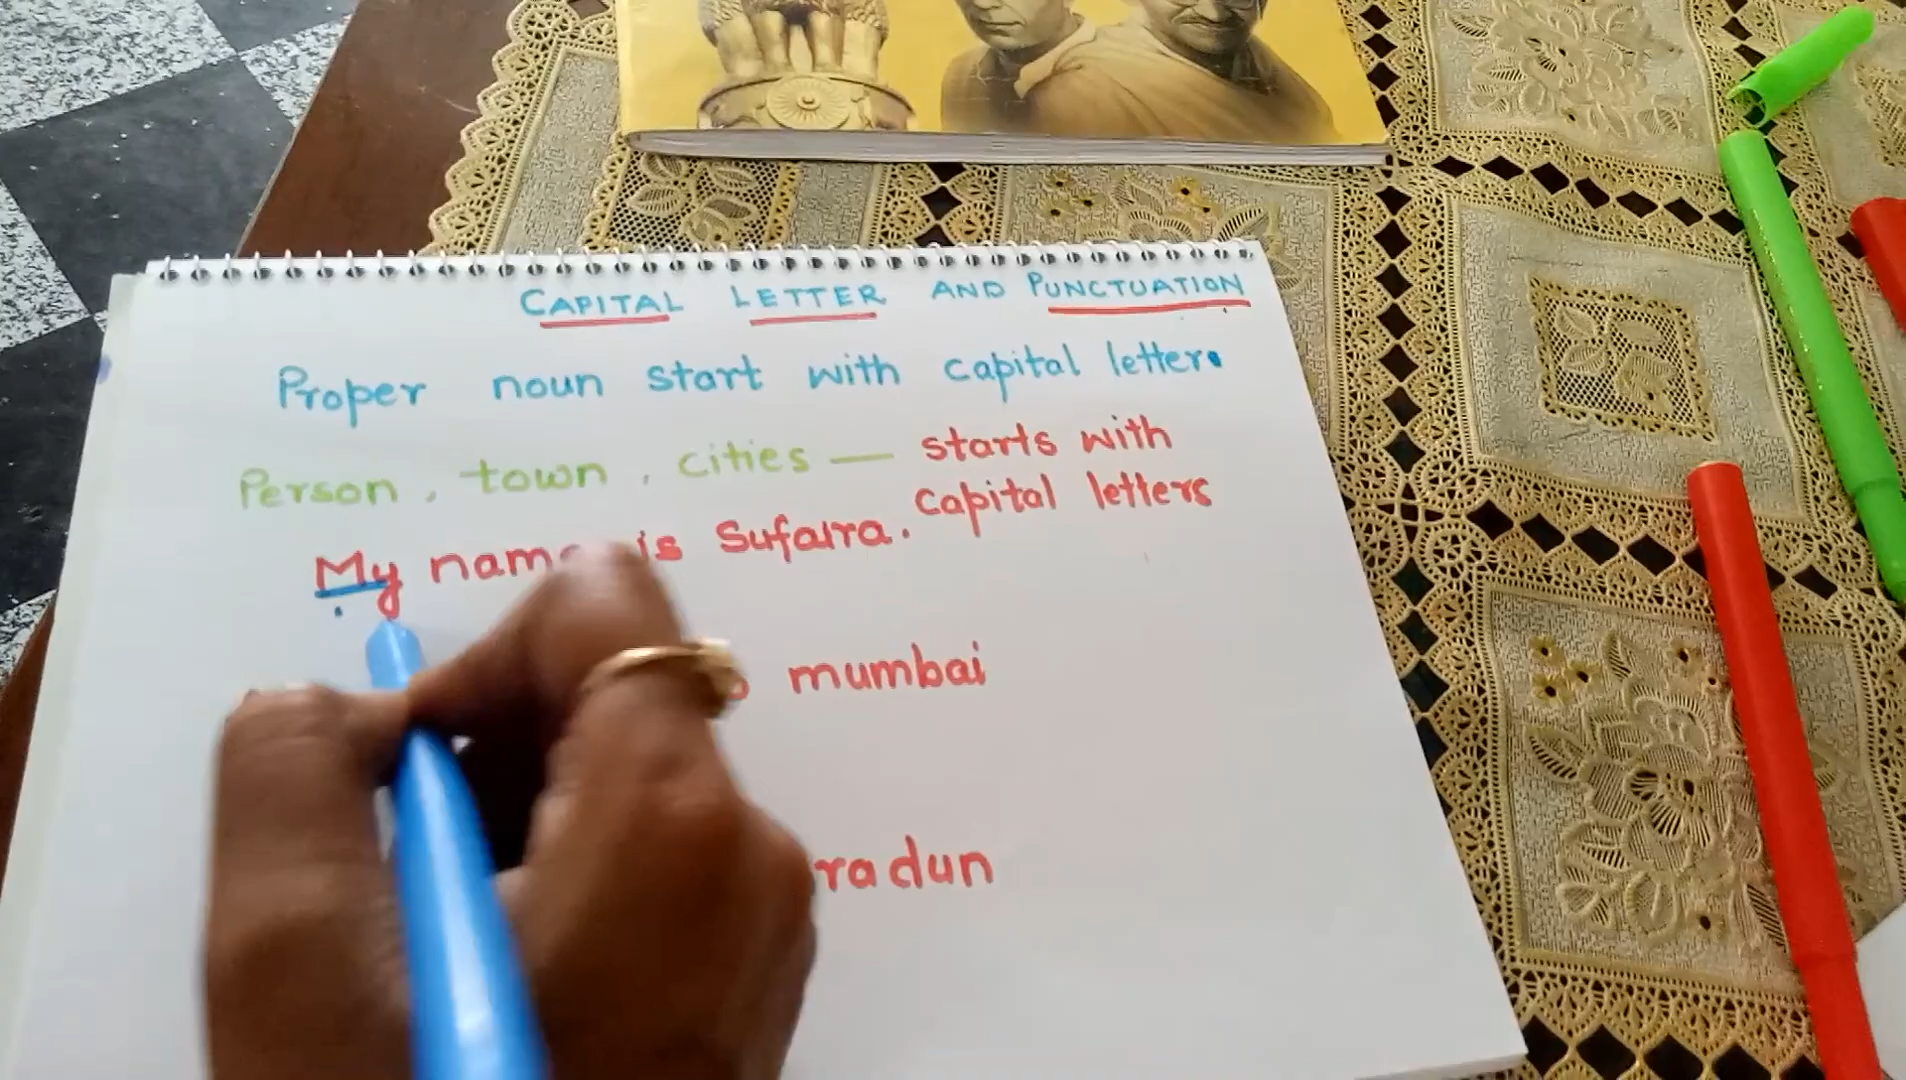 CAPITAL LETTER AND PUNCTUATION
Proper noun start with capital letter.
Person, town, cities — starts with
capital letters
My name is Sufaira.
mumbai
radun